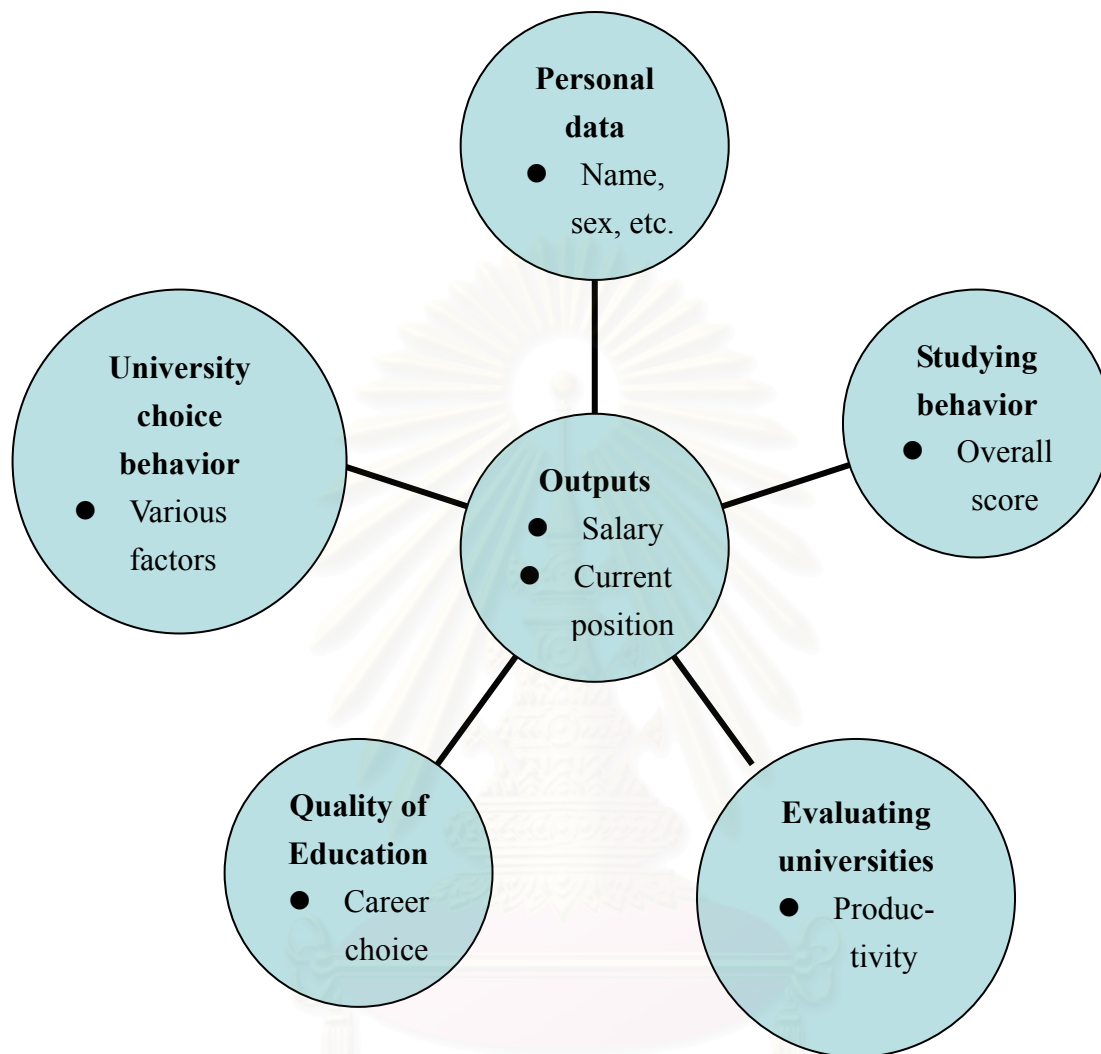 Personal
data
● Name,
sex, etc.
University
choice
behavior
● Various
factors
Studying
behavior
● Overall
score
Outputs
● Salary
● Current
position
Quality of
Education
● Career
choice
Evaluating
universities
● Produc-
tivity